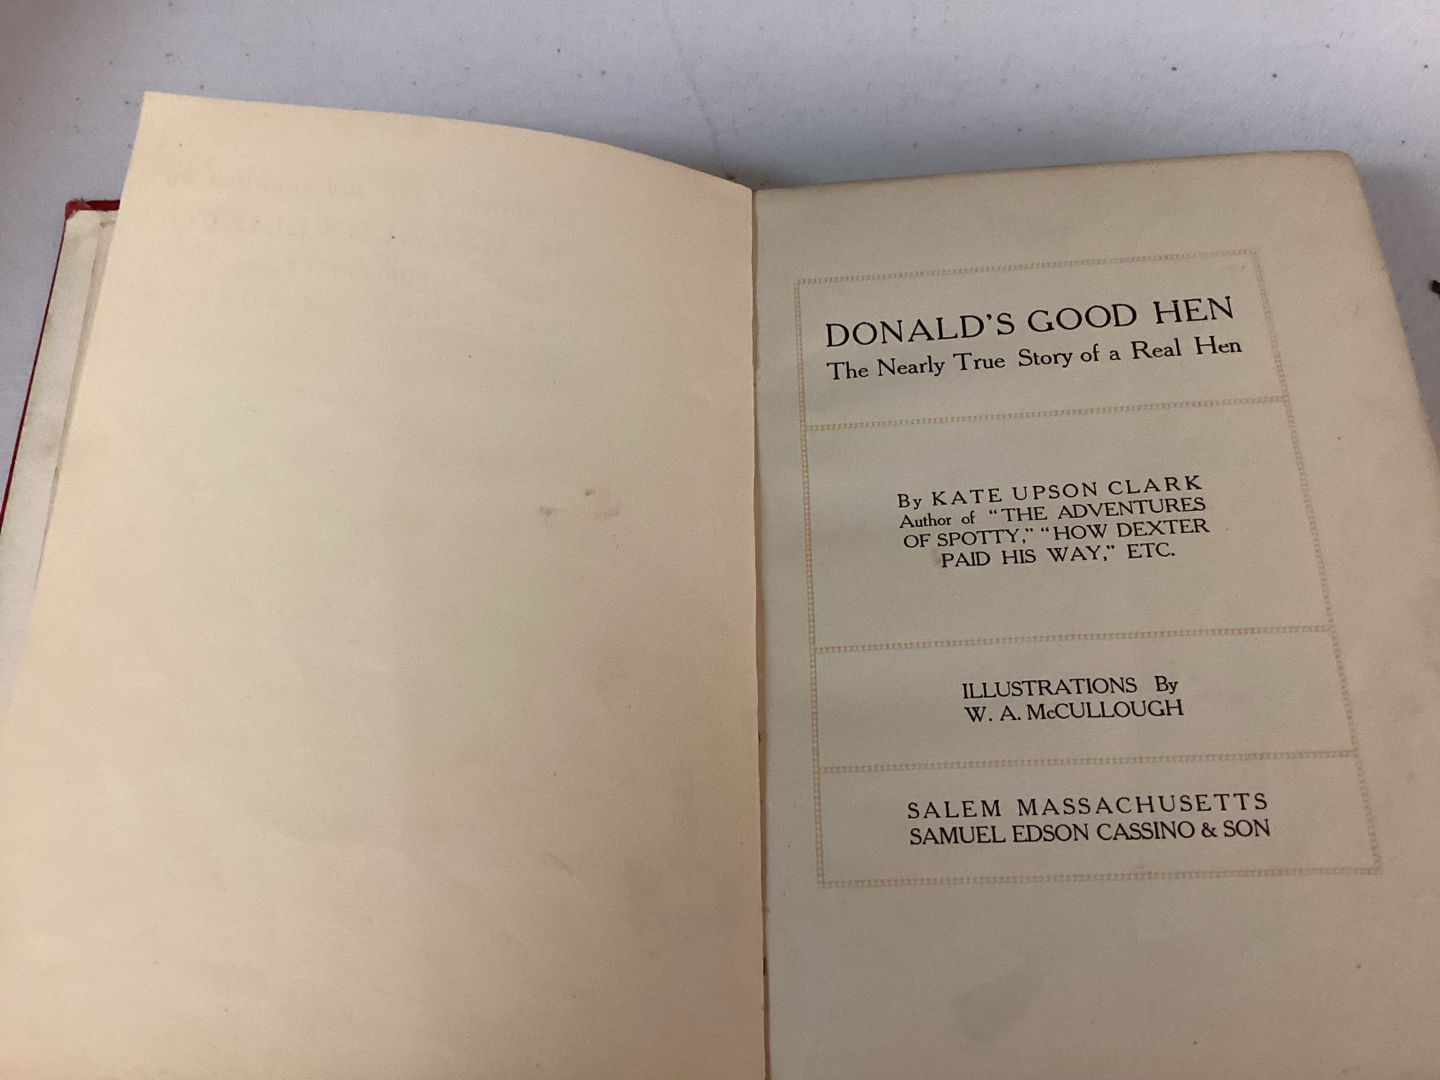 DONALD'S GOOD HEN
The Nearly True Story of a Real Hen
By KATE UPSON CLARK
Author of "THE ADVENTURES
OF SPOTTY," "HOW DEXTER
PAID HIS WAY," ETC.
ILLUSTRATIONS By
W. A. McCULLOUGH
SALEM MASSACHUSETTS
SAMUEL EDSON CASSINO & SON